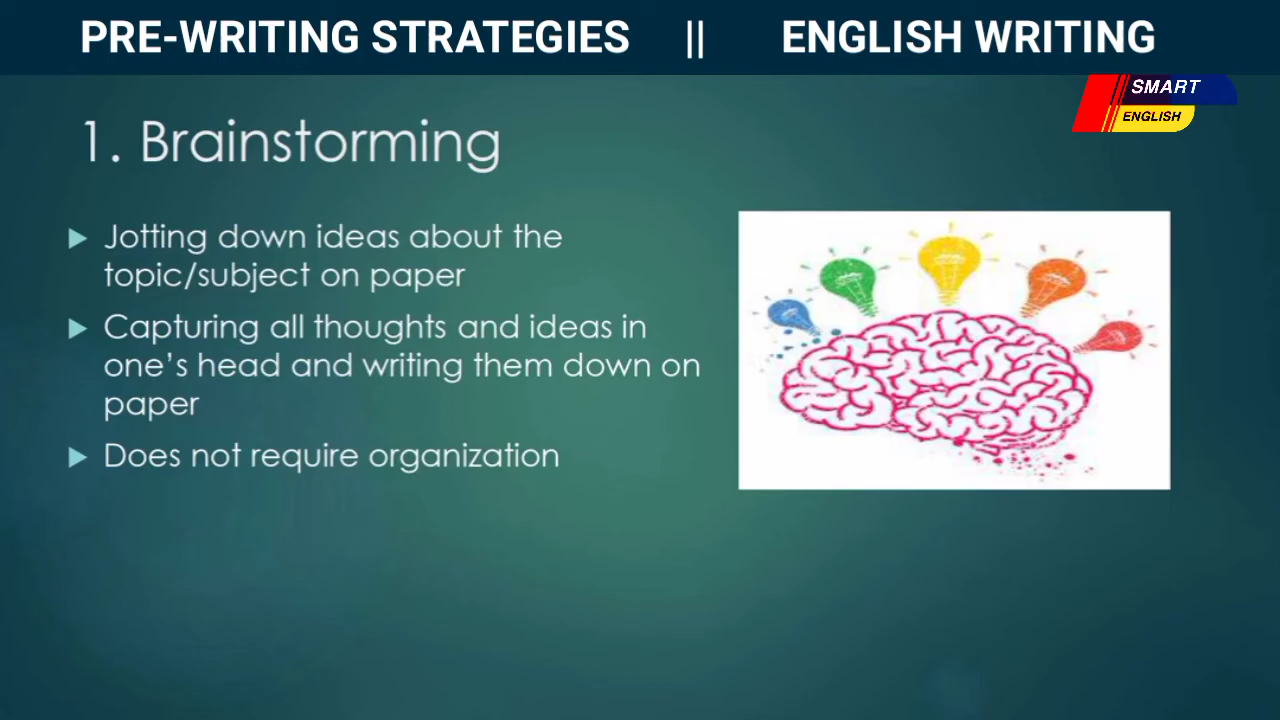 PRE-WRITING STRATEGIES || ENGLISH WRITING
SMART
ENGLISH
1. Brainstorming
Jotting down ideas about the
topic/subject on paper
Capturing all thoughts and ideas in
one's head and writing them down on
paper
Does not require organization